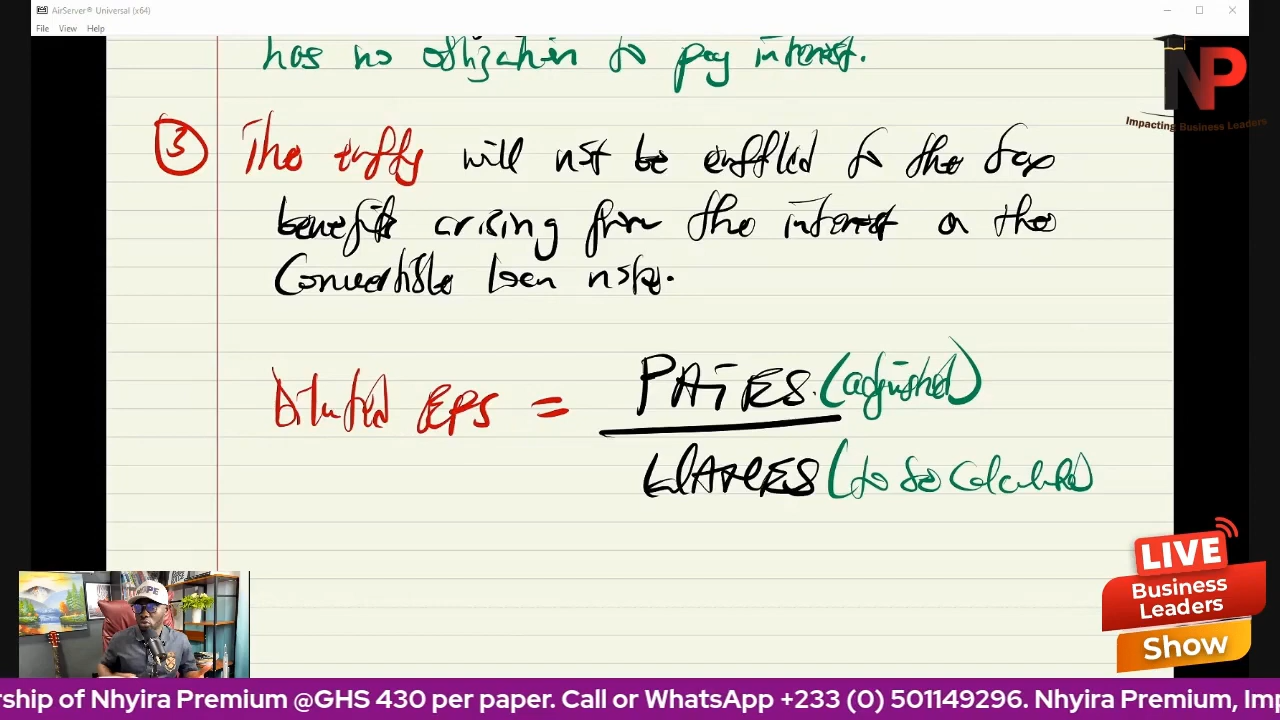 AirServer® Universal (x64)
File View Help
has no obligation to pay interest.
NP
Impacting Business Leaders
③ The entity will not be entitled to the tax
benefits arising from the interest on the
Convertible loan note.
Diluted EPS = PATES (adjusted)
(to be calculated)
LIVE
Business
Leaders
Show
rship of Nhyira Premium @GHS 430 per paper. Call or WhatsApp +233 (0) 501149296. Nhyira Premium, Imp